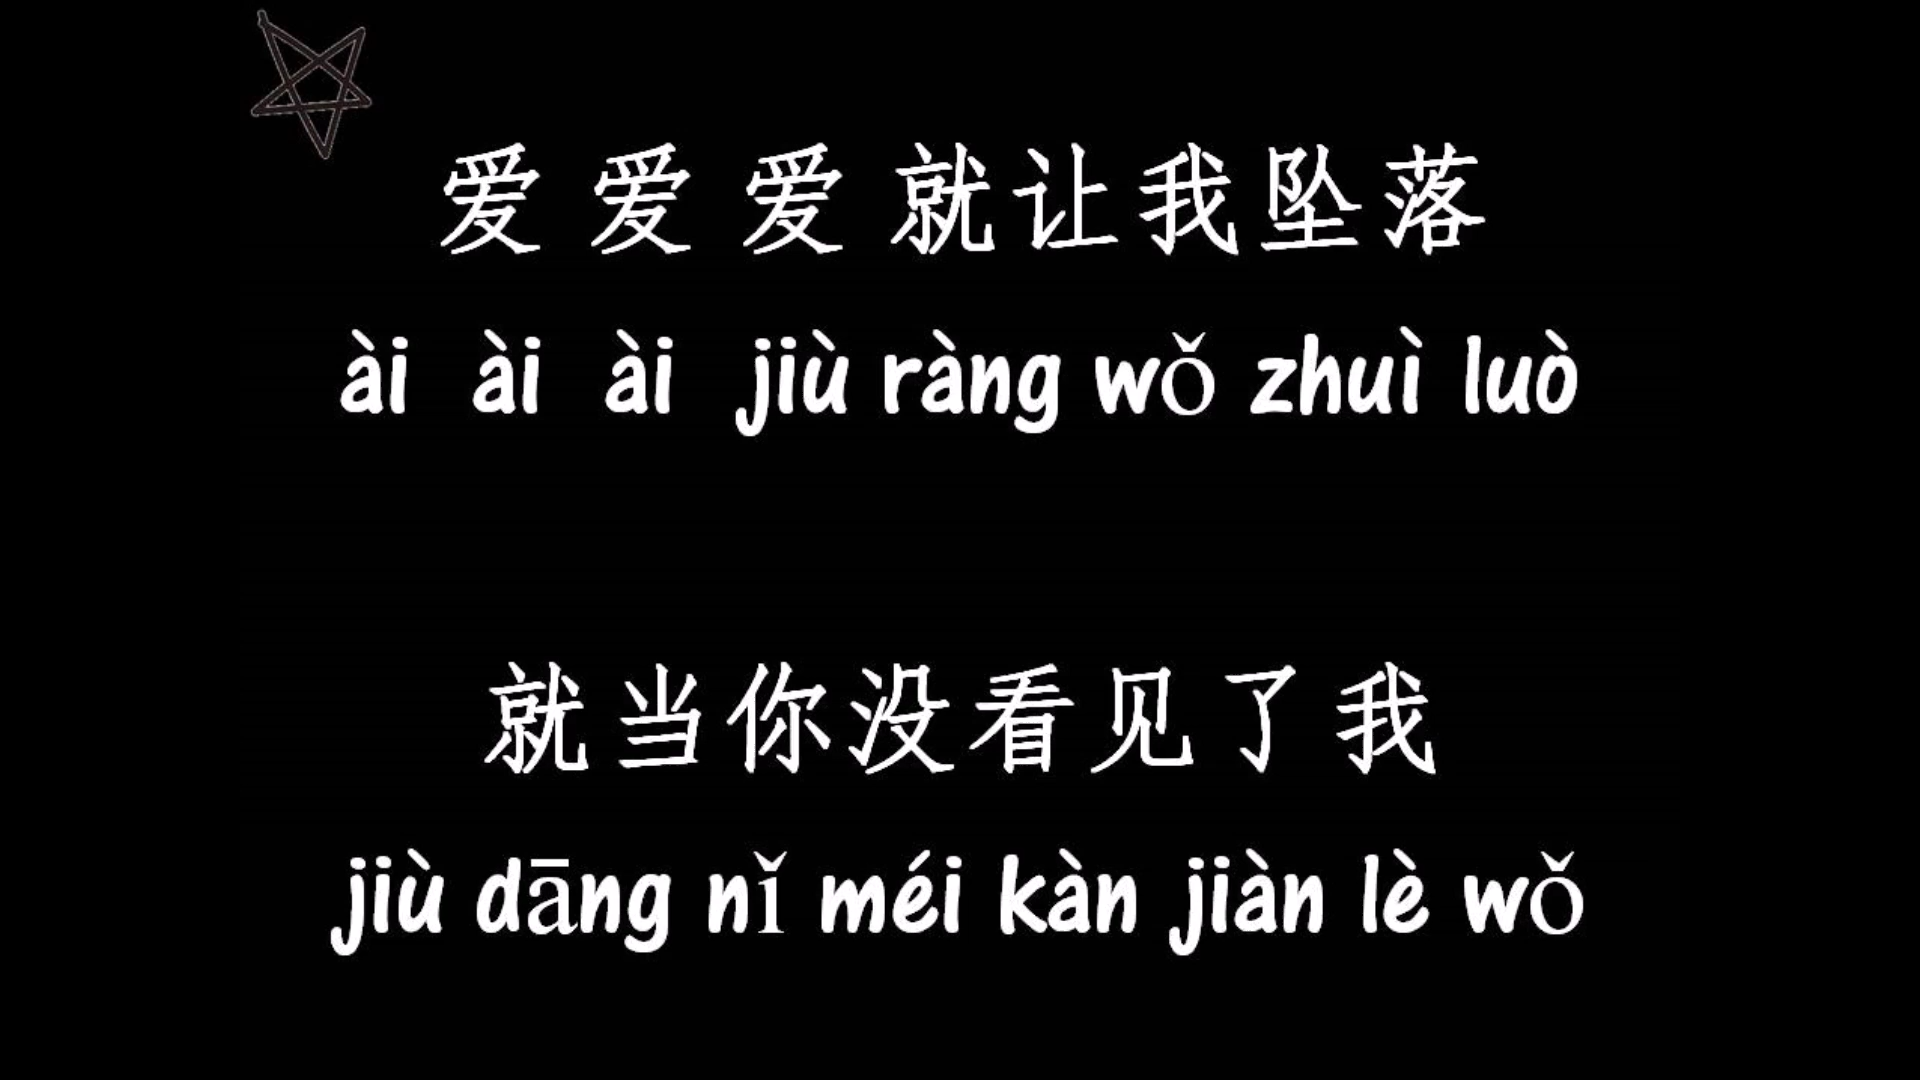 爱 爱 爱 就让我坠落
ài ài ài jiù ràng wǒ zhuì luò
就当你没看见了我
jiù dāng nǐ méi kàn jiàn lè wǒ